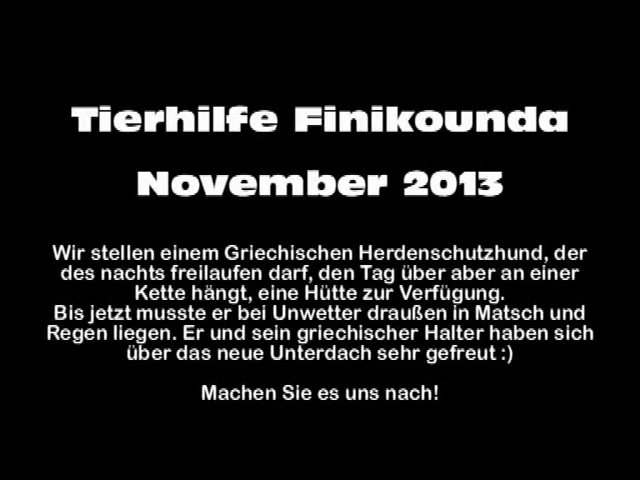 Tierhilfe Finikounda
November 2013
Wir stellen einem Griechischen Herdenschutzhund, der
des nachts freilaufen darf, den Tag über aber an einer
Kette hängt, eine Hütte zur Verfügung.
Bis jetzt musste er bei Unwetter draußen in Matsch und
Regen liegen. Er und sein griechischer Halter haben sich
über das neue Unterdach sehr gefreut :)
Machen Sie es uns nach!